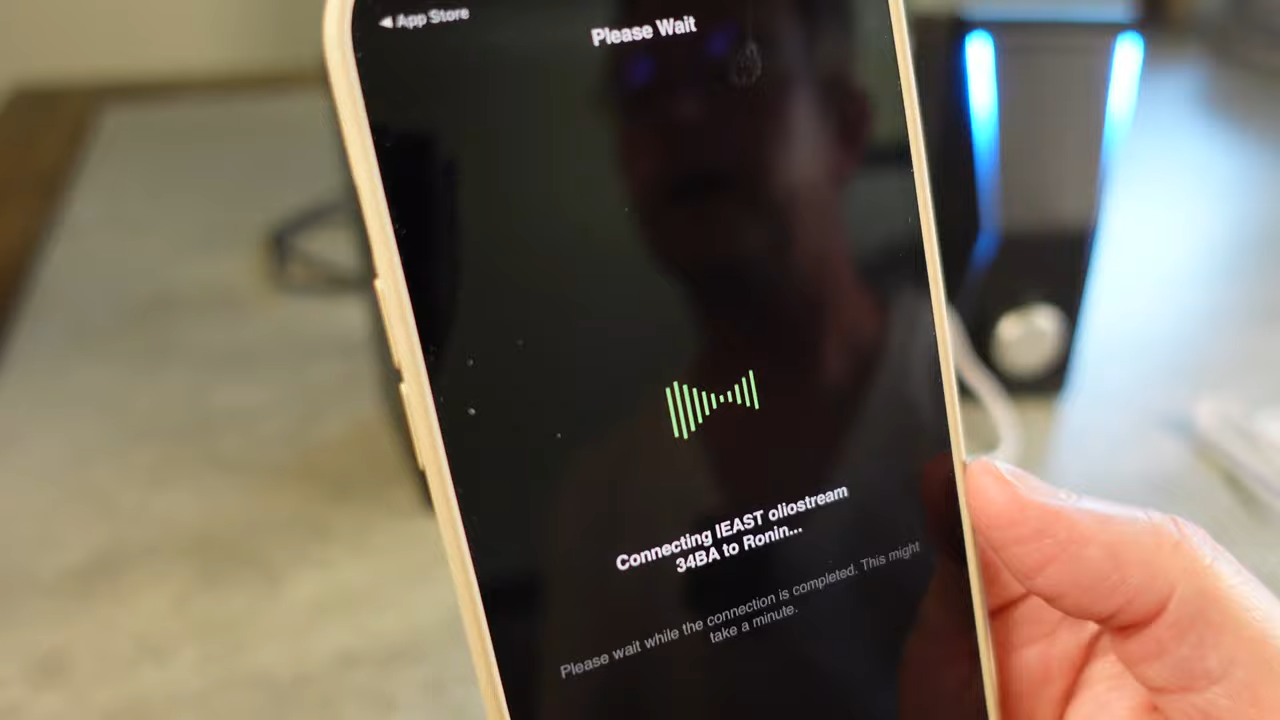 ◀ App Store
Please Wait
Connecting IEAST oliostream
34BA to Ronin...
Please wait while the connection is completed. This might
take a minute.